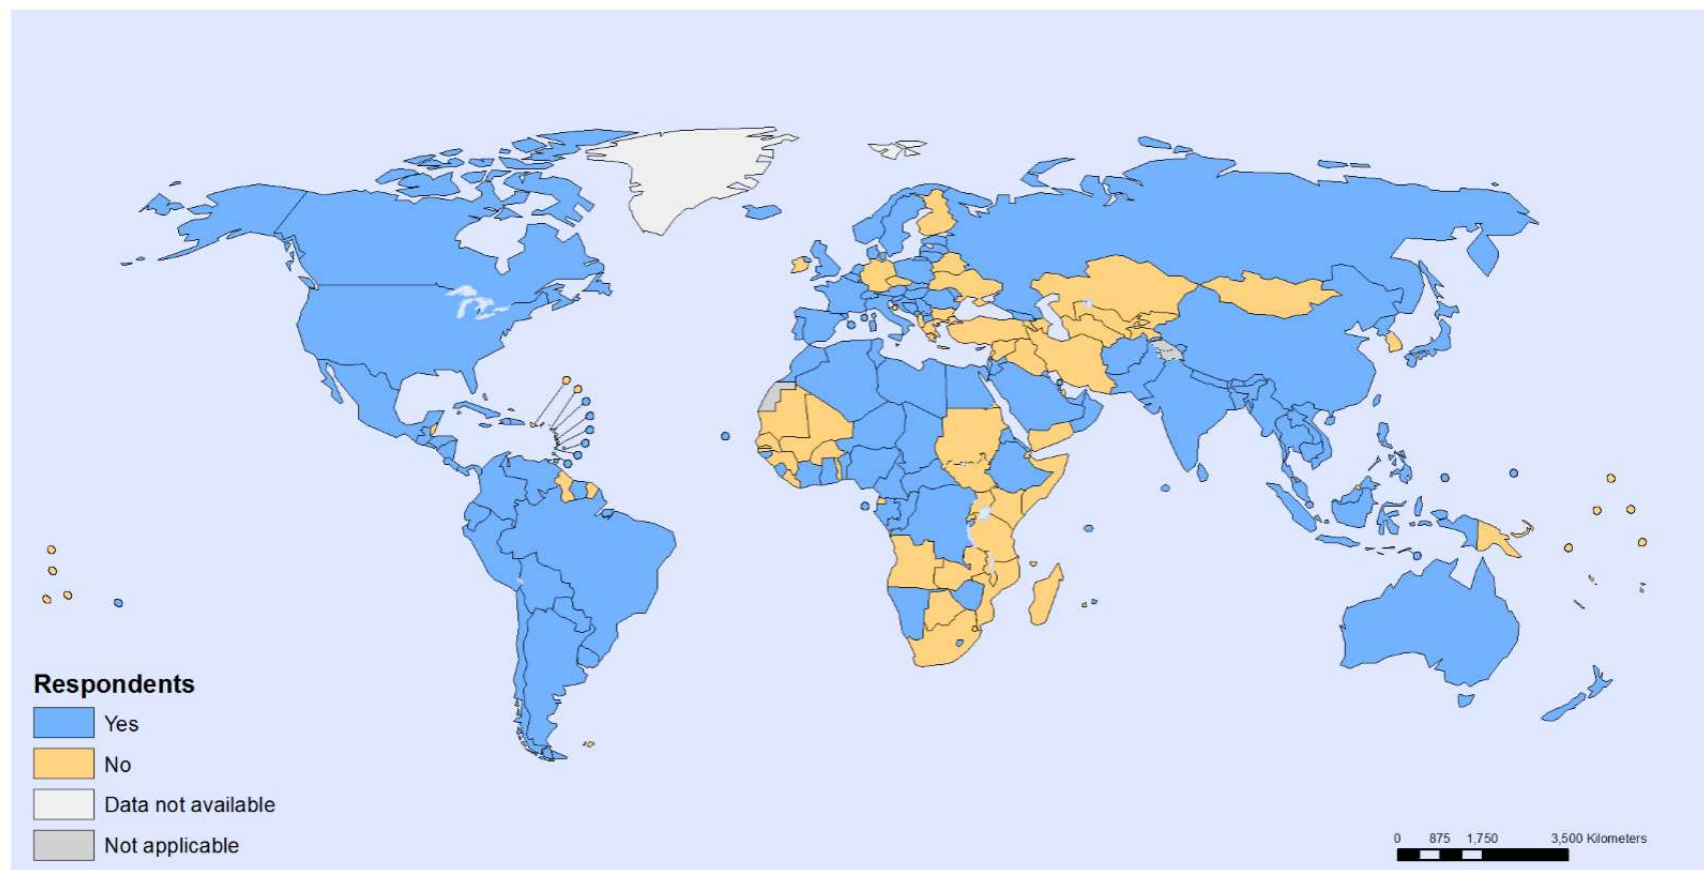 Respondents
Yes
No
Data not available
Not applicable
0 875 1,750 3,500 Kilometers